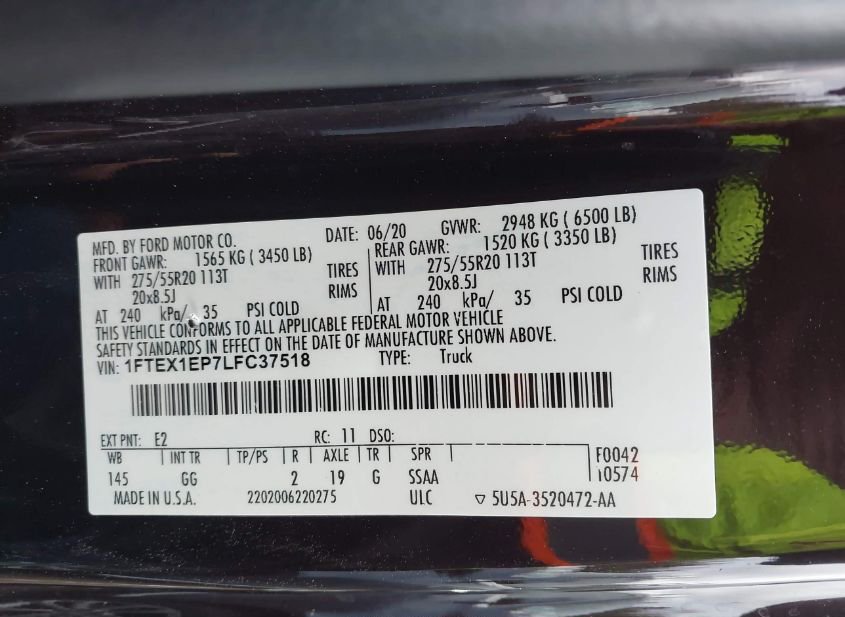 MFD. BY FORD MOTOR CO. DATE: 06/20 GVWR: 2948 KG ( 6500 LB)
FRONT GAWR: 1565 KG ( 3450 LB) REAR GAWR: 1520 KG ( 3350 LB)
WITH 275/55R20 113T TIRES WITH 275/55R20 113T TIRES
20x8.5J RIMS 20x8.5J RIMS
AT 240 kPa/ 35 PSI COLD AT 240 kPa/ 35 PSI COLD
THIS VEHICLE CONFORMS TO ALL APPLICABLE FEDERAL MOTOR VEHICLE
SAFETY STANDARDS IN EFFECT ON THE DATE OF MANUFACTURE SHOWN ABOVE.
VIN: 1FTEX1EP7LFC37518 TYPE: Truck
EXT PNT: E2 RC: 11 DSO:
WB INT TR TP/PS R AXLE TR SPR F0042
145 GG 2 19 G SSAA 10574
MADE IN U.S.A. 2202006220275 ULC ▽ 5U5A-3520472-AA